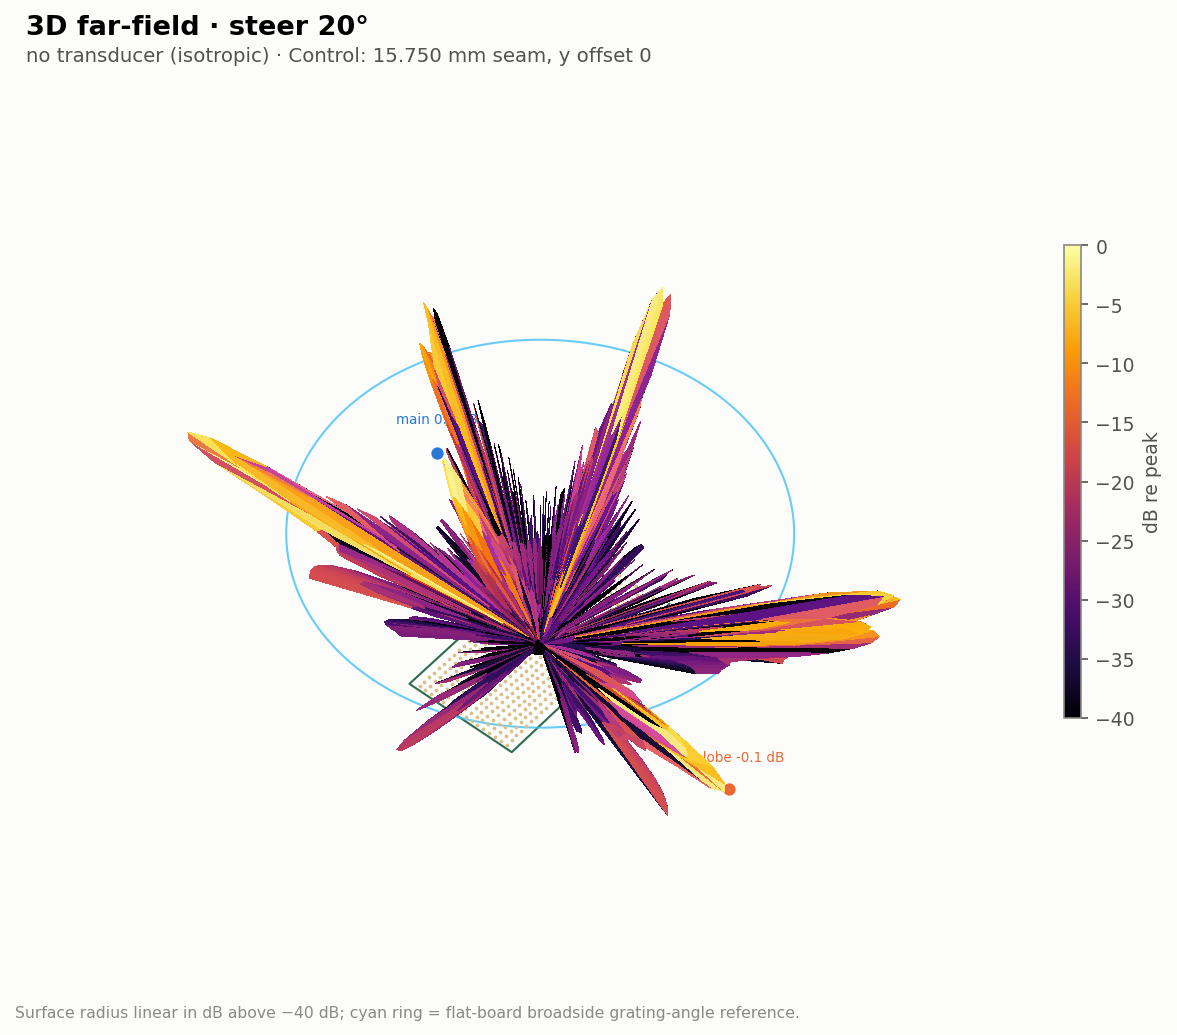 3D far-field · steer 20°
no transducer (isotropic) · Control: 15.750 mm seam, y offset 0
0
−5
−10
−15
−20
−25
−30
−35
−40
dB re peak
main
lobe -0.1 dB
Surface radius linear in dB above −40 dB; cyan ring = flat-board broadside grating-angle reference.